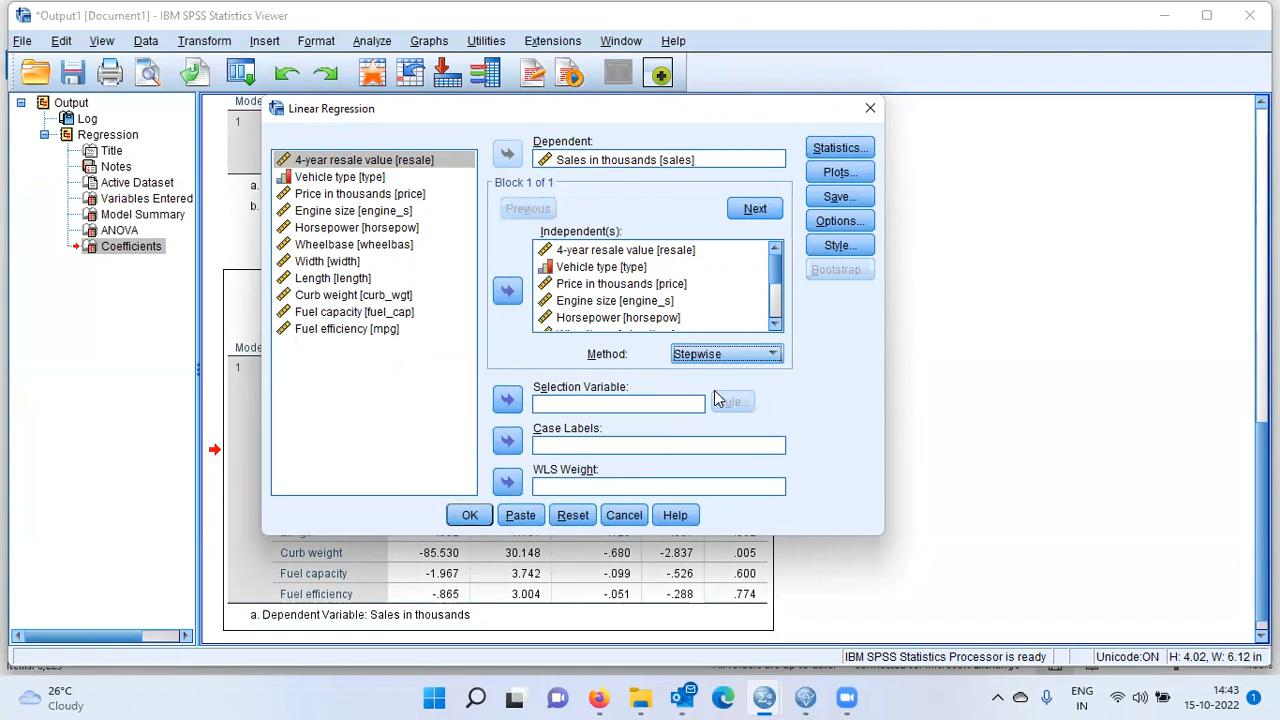 *Output1 [Document1] - IBM SPSS Statistics Viewer
File Edit View Data Transform Insert Format Analyze Graphs Utilities Extensions Window Help
Output
Log
Regression
Title
Notes
Active Dataset
Variables Entered
Model Summary
ANOVA
Coefficients
Mode
1
a.
b.
Mode
1
Linear Regression
4-year resale value [resale]
Vehicle type [type]
Price in thousands [price]
Engine size [engine_s]
Horsepower [horsepow]
Wheelbase [wheelbas]
Width [width]
Length [length]
Curb weight [curb_wgt]
Fuel capacity [fuel_cap]
Fuel efficiency [mpg]
Dependent:
Sales in thousands [sales]
Block 1 of 1
Previous
Next
Independent(s):
4-year resale value [resale]
Vehicle type [type]
Price in thousands [price]
Engine size [engine_s]
Horsepower [horsepow]
Method:
Stepwise
Selection Variable:
Case Labels:
WLS Weight:
Statistics...
Plots...
Save...
Options...
Style...
Bootstrap...
OK Paste Reset Cancel Help
Curb weight -85.530 30.148 -.680 -2.837 .005
Fuel capacity -1.967 3.742 -.099 -.526 .600
Fuel efficiency -.865 3.004 -.051 -.288 .774
a. Dependent Variable: Sales in thousands
IBM SPSS Statistics Processor is ready Unicode:ON H: 4.02, W: 6.12 in
26°C
Cloudy
ENG
IN
14:43
15-10-2022
1